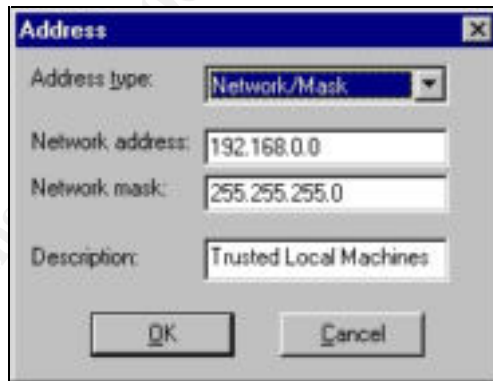 Address
Address type: Network/Mask
Network address: 192.168.0.0
Network mask: 255.255.255.0
Description: Trusted Local Machines
OK Cancel